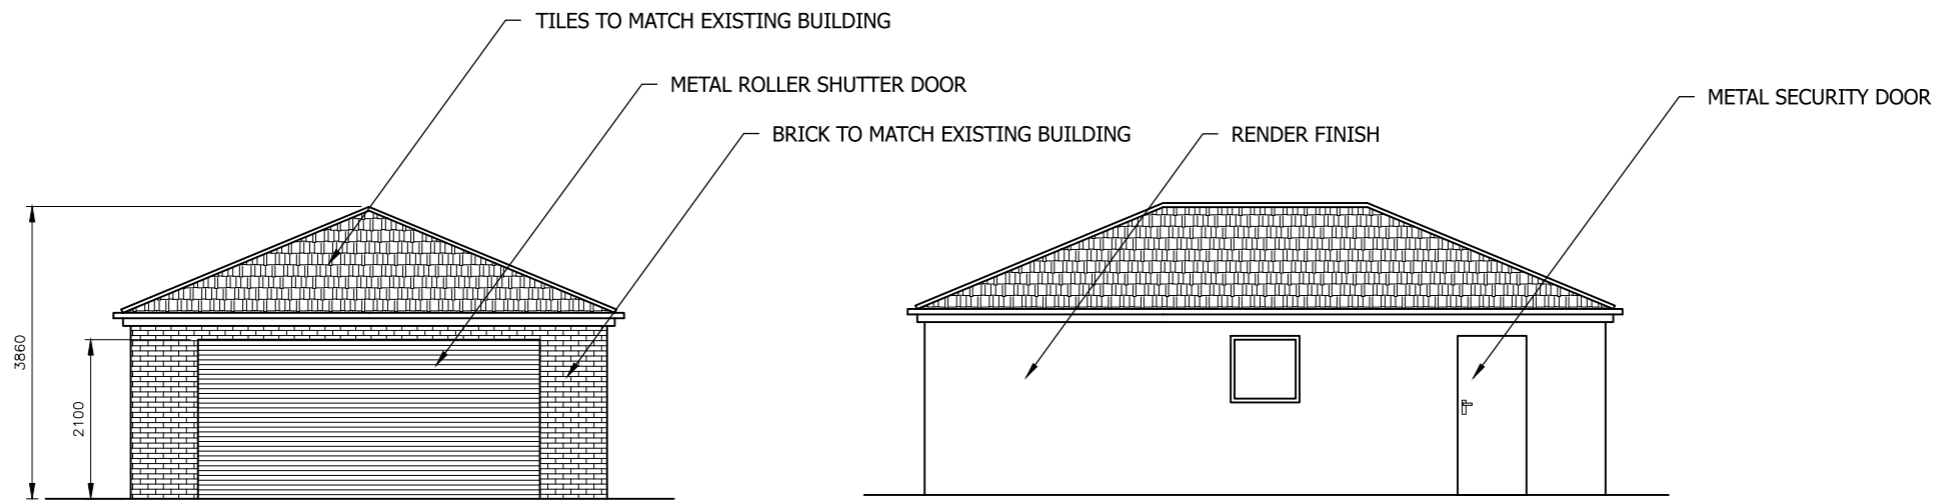 TILES TO MATCH EXISTING BUILDING
METAL ROLLER SHUTTER DOOR
METAL SECURITY DOOR
BRICK TO MATCH EXISTING BUILDING
RENDER FINISH
3860
2100